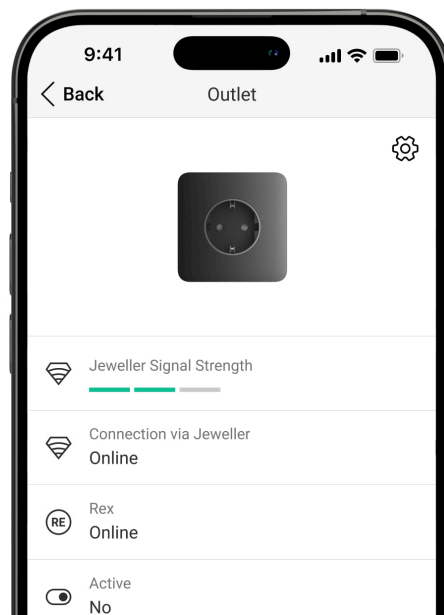 9:41
Back
Outlet
Jeweller Signal Strength
Connection via Jeweller
Online
RE
Rex
Online
Active
No